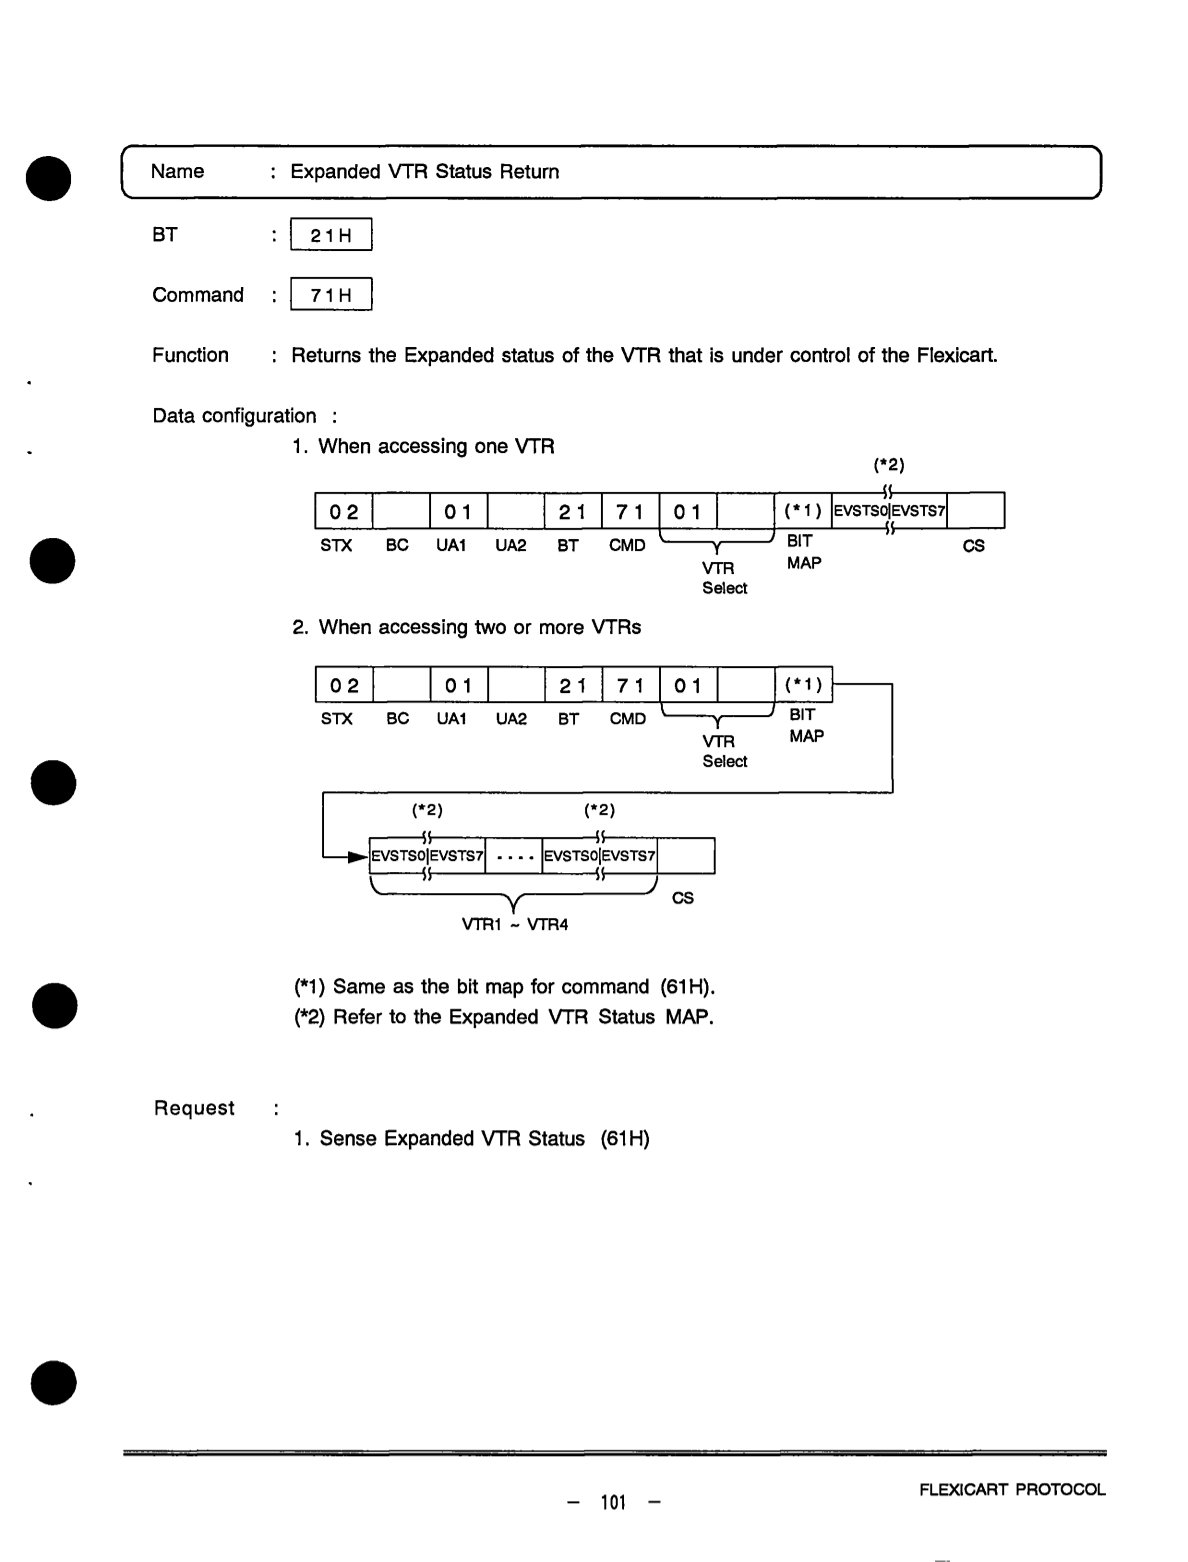 Name : Expanded VTR Status Return
BT : 21H
Command : 71H
Function : Returns the Expanded status of the VTR that is under control of the Flexicart.
Data configuration :
1. When accessing one VTR
(*2)
02 01 21 71 01 (*1) EVSTS0 EVSTS7
STX BC UA1 UA2 BT CMD VTR Select BIT MAP CS
2. When accessing two or more VTRs
02 01 21 71 01 (*1)
STX BC UA1 UA2 BT CMD VTR Select BIT MAP
(*2) (*2)
EVSTS0 EVSTS7 .... EVSTS0 EVSTS7
CS
VTR1 ~ VTR4
(*1) Same as the bit map for command (61H).
(*2) Refer to the Expanded VTR Status MAP.
Request :
1. Sense Expanded VTR Status (61H)
FLEXICART PROTOCOL
– 101 –